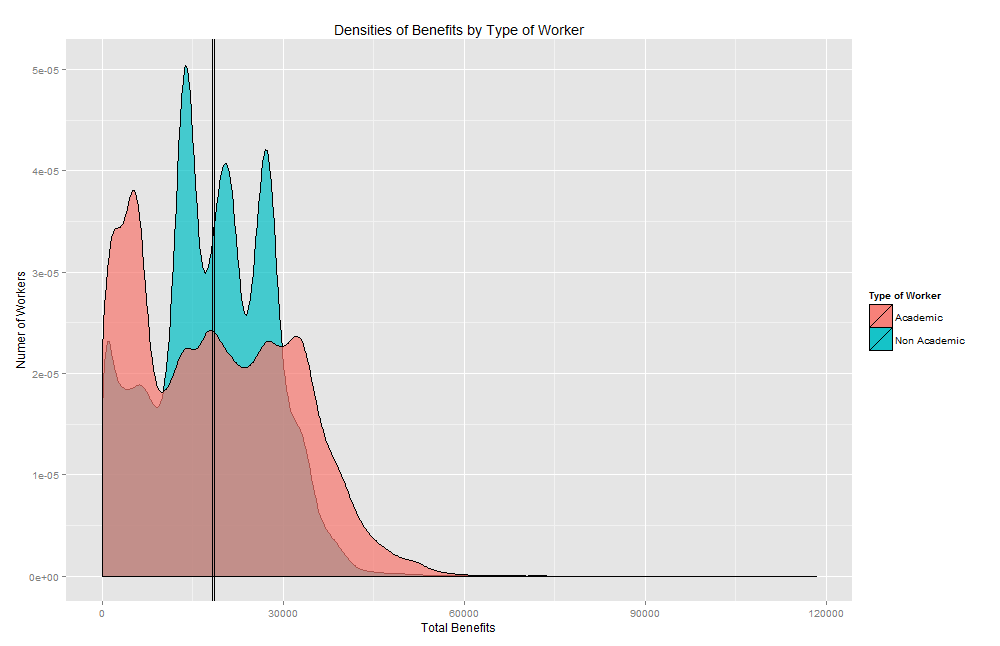 Densities of Benefits by Type of Worker
Numer of Workers
5e-05
4e-05
3e-05
2e-05
1e-05
0e+00
0
30000
60000
90000
120000
Total Benefits
Type of Worker
Academic
Non Academic